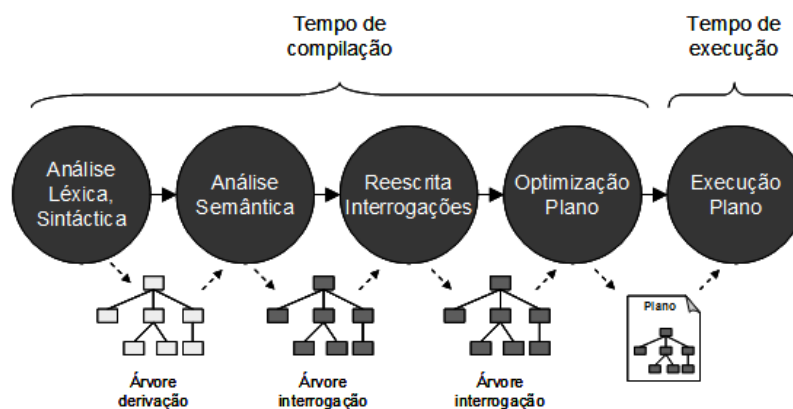 Tempo de
compilação
Tempo de
execução
Análise
Léxica,
Sintáctica
Análise
Semântica
Reescrita
Interrogações
Optimização
Plano
Execução
Plano
Árvore
derivação
Árvore
interrogação
Árvore
interrogação
Plano